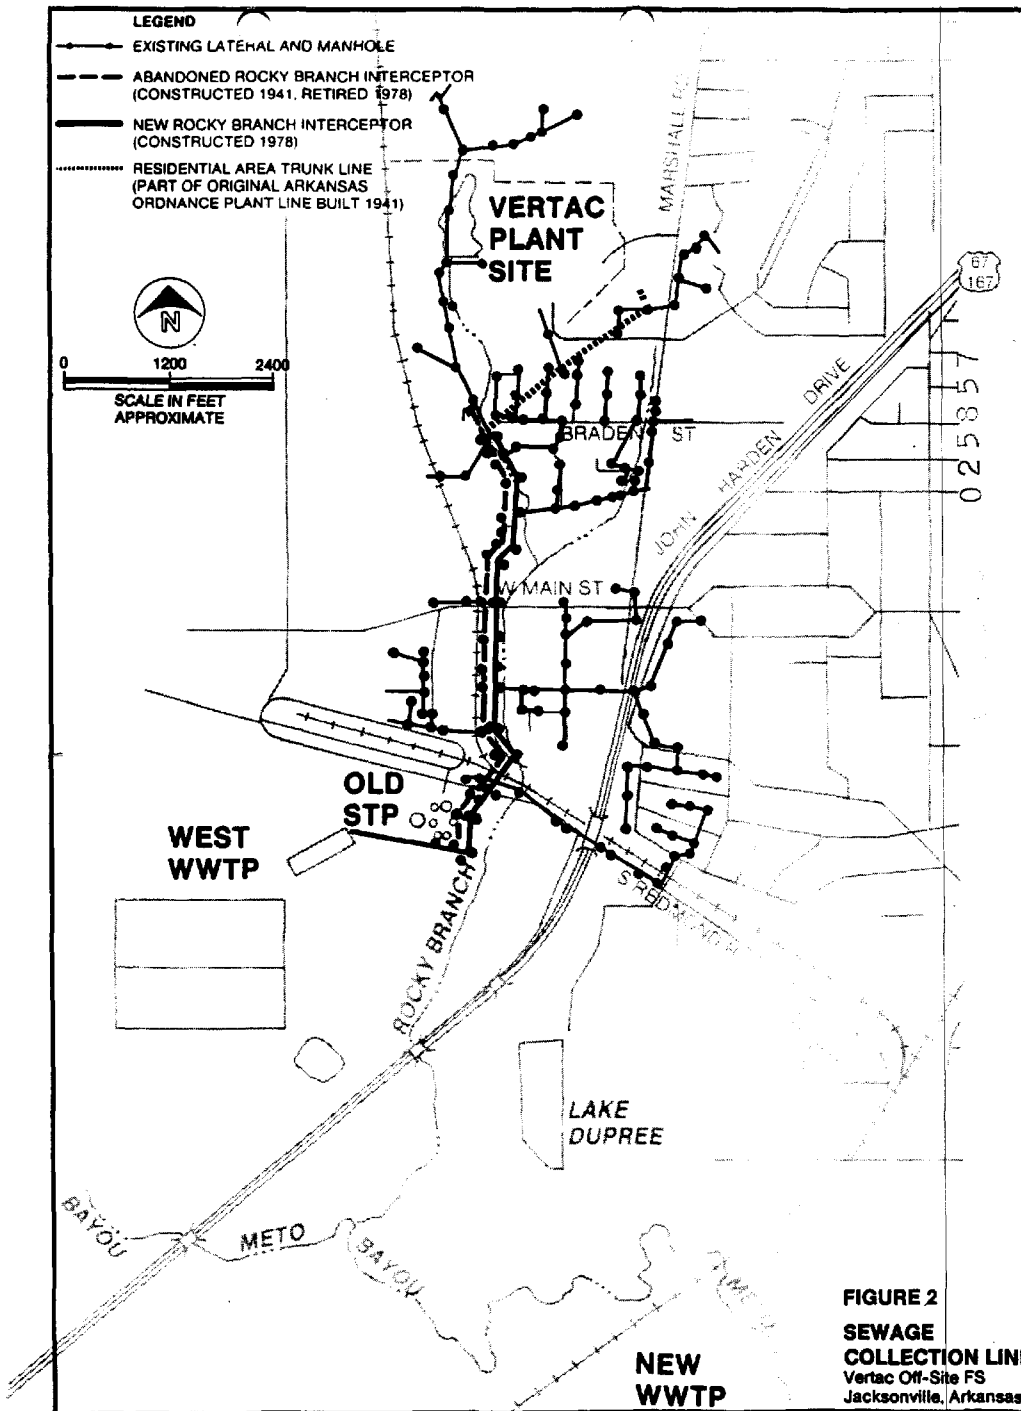 LEGEND
EXISTING LATERAL AND MANHOLE
ABANDONED ROCKY BRANCH INTERCEPTOR
(CONSTRUCTED 1941, RETIRED 1978)
NEW ROCKY BRANCH INTERCEPTOR
(CONSTRUCTED 1978)
RESIDENTIAL AREA TRUNK LINE
(PART OF ORIGINAL ARKANSAS
ORDNANCE PLANT LINE BUILT 1941)
VERTAC
PLANT
SITE
MARSHALL RD
67
167
N
0 1200 2400
SCALE IN FEET
APPROXIMATE
BRADEN ST
JOHN HARDEN DRIVE
025857
W MAIN ST
OLD
STP
WEST
WWTP
S REDMOND R
ROCKY BRANCH
LAKE
DUPREE
BAYOU
METO
BAYOU
METO
NEW
WWTP
FIGURE 2
SEWAGE
COLLECTION LIN
Vertac Off-Site FS
Jacksonville, Arkansas